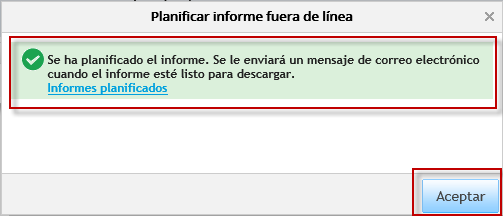 Planificar informe fuera de línea
Se ha planificado el informe. Se le enviará un mensaje de correo electrónico
cuando el informe esté listo para descargar.
Informes planificados
Aceptar